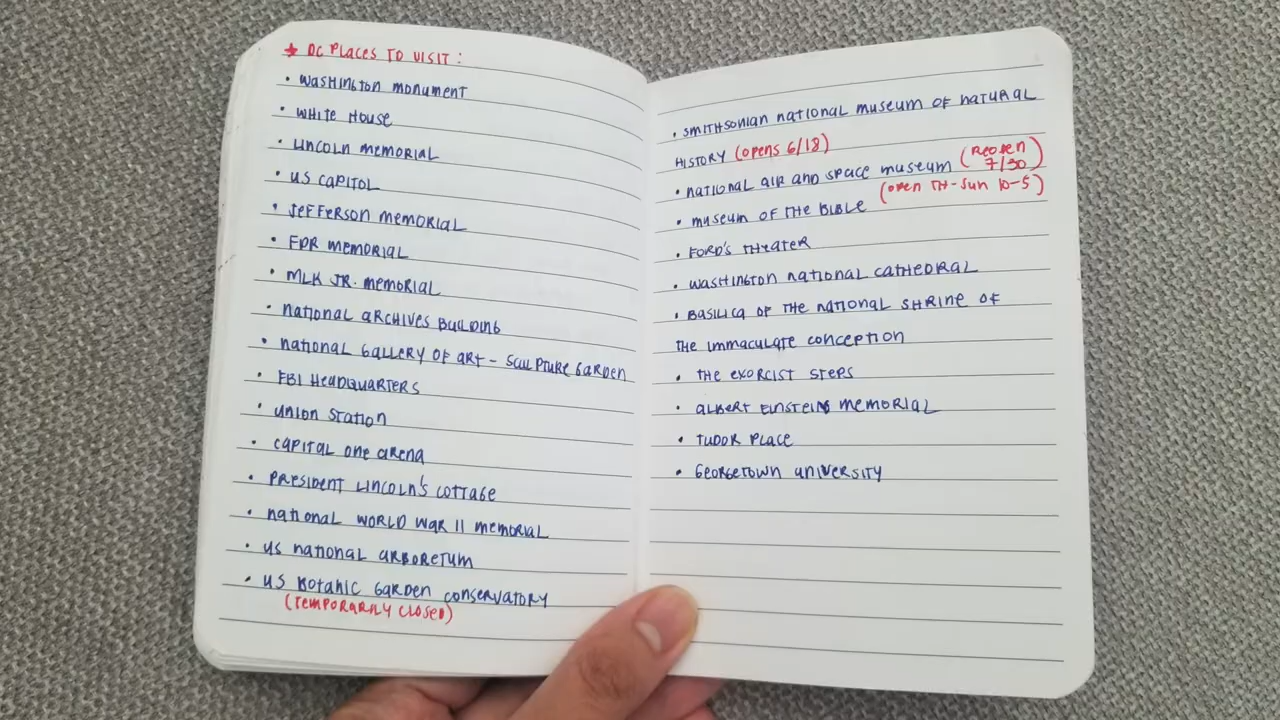 ★ DC PLACES TO VISIT:
• WASHINGTON MONUMENT
• WHITE HOUSE
• LINCOLN MEMORIAL
• US CAPITOL
• JEFFERSON MEMORIAL
• FDR MEMORIAL
• MLK JR. MEMORIAL
• NATIONAL ARCHIVES BUILDING
• NATIONAL GALLERY OF ART - SCULPTURE GARDEN
• FBI HEADQUARTERS
• UNION STATION
• CAPITAL ONE ARENA
• PRESIDENT LINCOLN'S COTTAGE
• NATIONAL WORLD WAR II MEMORIAL
• US NATIONAL ARBORETUM
• US BOTANIC GARDEN CONSERVATORY
(TEMPORARILY CLOSED)
• SMITHSONIAN NATIONAL MUSEUM OF NATURAL
HISTORY (OPENS 6/18)
• NATIONAL AIR AND SPACE MUSEUM (REOPEN
7/30)
(OPEN TH-SUN 10-5)
• MUSEUM OF THE BIBLE
• FORD'S THEATER
• WASHINGTON NATIONAL CATHEDRAL
• BASILICA OF THE NATIONAL SHRINE OF
THE IMMACULATE CONCEPTION
• THE EXORCIST STEPS
• ALBERT EINSTEIN MEMORIAL
• TUDOR PLACE
• GEORGETOWN UNIVERSITY